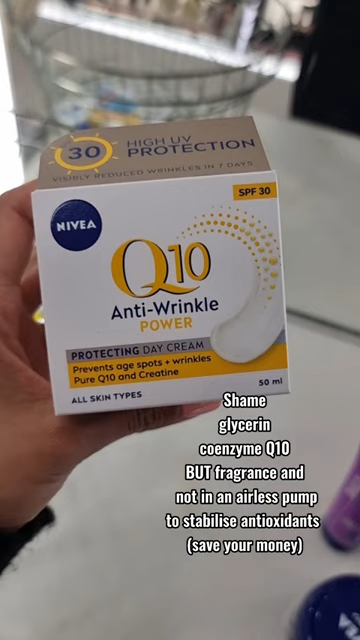 30
HIGH UV
PROTECTION
VISIBLY REDUCED WRINKLES IN 7 DAYS
SPF 30
NIVEA
Q10
Anti-Wrinkle
POWER
PROTECTING DAY CREAM
Prevents age spots + wrinkles
Pure Q10 and Creatine
ALL SKIN TYPES
50 ml
Shame
glycerin
coenzyme Q10
BUT fragrance and
not in an airless pump
to stabilise antioxidants
(save your money)